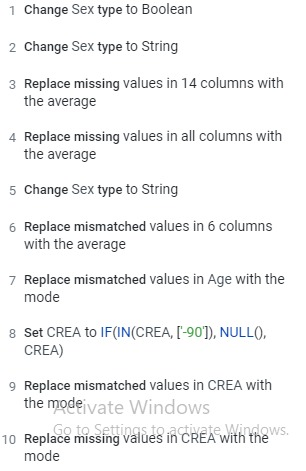 1 Change Sex type to Boolean
2 Change Sex type to String
3 Replace missing values in 14 columns with
the average
4 Replace missing values in all columns with
the average
5 Change Sex type to String
6 Replace mismatched values in 6 columns
with the average
7 Replace mismatched values in Age with the
mode
8 Set CREA to IF(IN(CREA, ['-90']), NULL(),
CREA)
9 Replace mismatched values in CREA with
the mode
Activate Windows
Go to Settings to activate Windows.
10 Replace missing values in CREA with the
mode